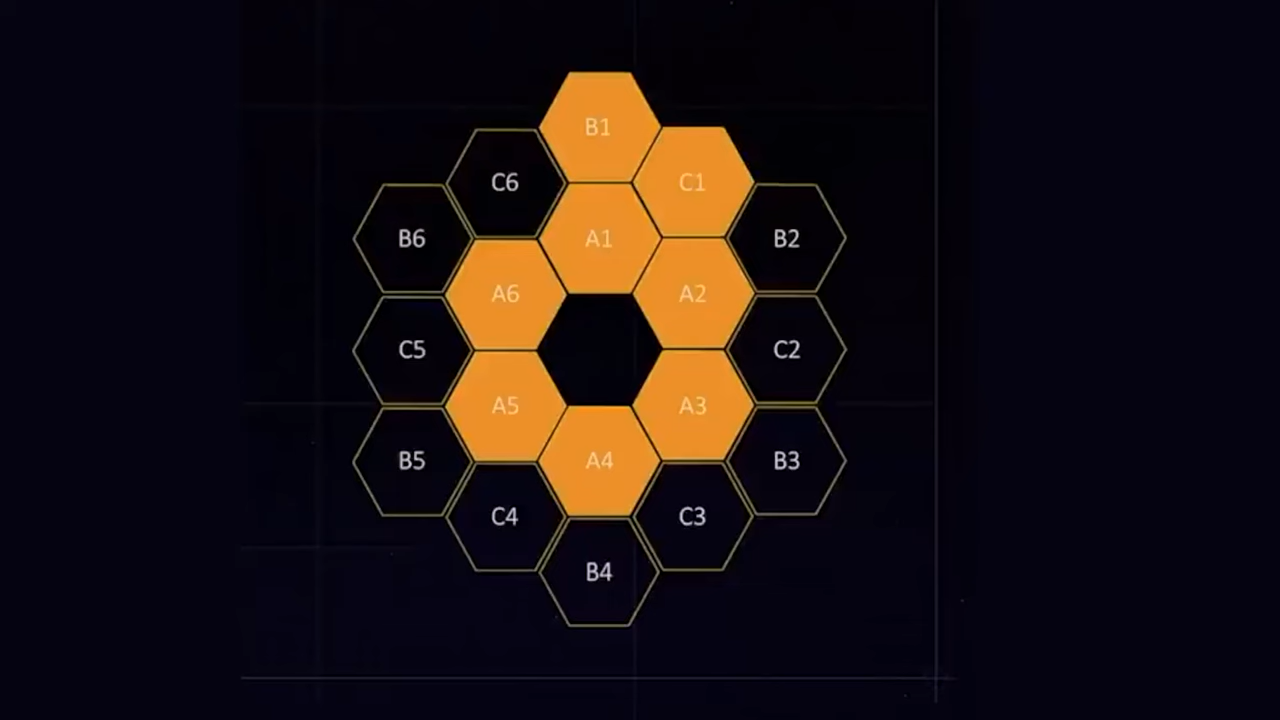 B1
C6 C1
B6 A1 B2
A6 A2
C5 C2
A5 A3
B5 A4 B3
C4 C3
B4